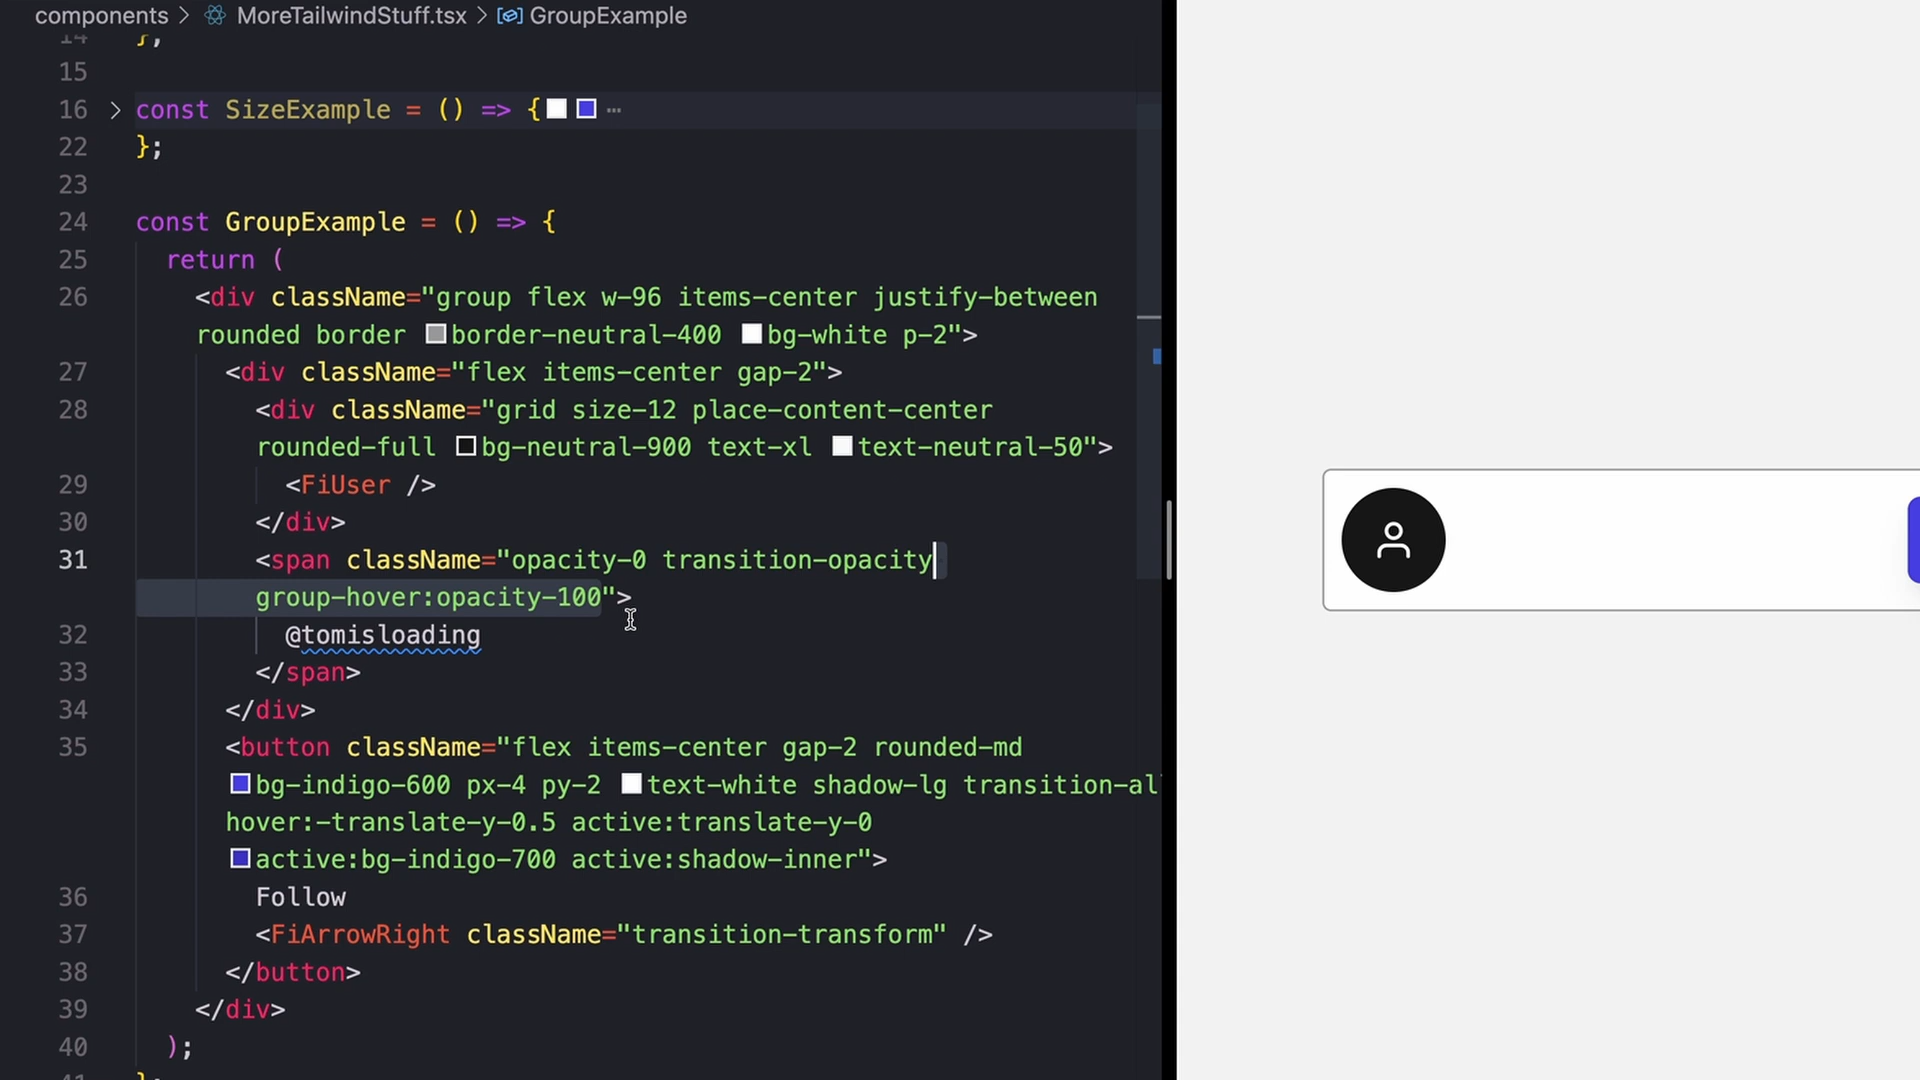 components > MoreTailwindStuff.tsx > GroupExample
14 };
15
16 > const SizeExample = () => { ⋯
22 };
23
24 const GroupExample = () => {
25 return (
26 <div className="group flex w-96 items-center justify-between
rounded border border-neutral-400 bg-white p-2">
27 <div className="flex items-center gap-2">
28 <div className="grid size-12 place-content-center
rounded-full bg-neutral-900 text-xl text-neutral-50">
29 <FiUser />
30 </div>
31 <span className="opacity-0 transition-opacity
group-hover:opacity-100">
32 @tomisloading
33 </span>
34 </div>
35 <button className="flex items-center gap-2 rounded-md
bg-indigo-600 px-4 py-2 text-white shadow-lg transition-al
hover:-translate-y-0.5 active:translate-y-0
active:bg-indigo-700 active:shadow-inner">
36 Follow
37 <FiArrowRight className="transition-transform" />
38 </button>
39 </div>
40 );